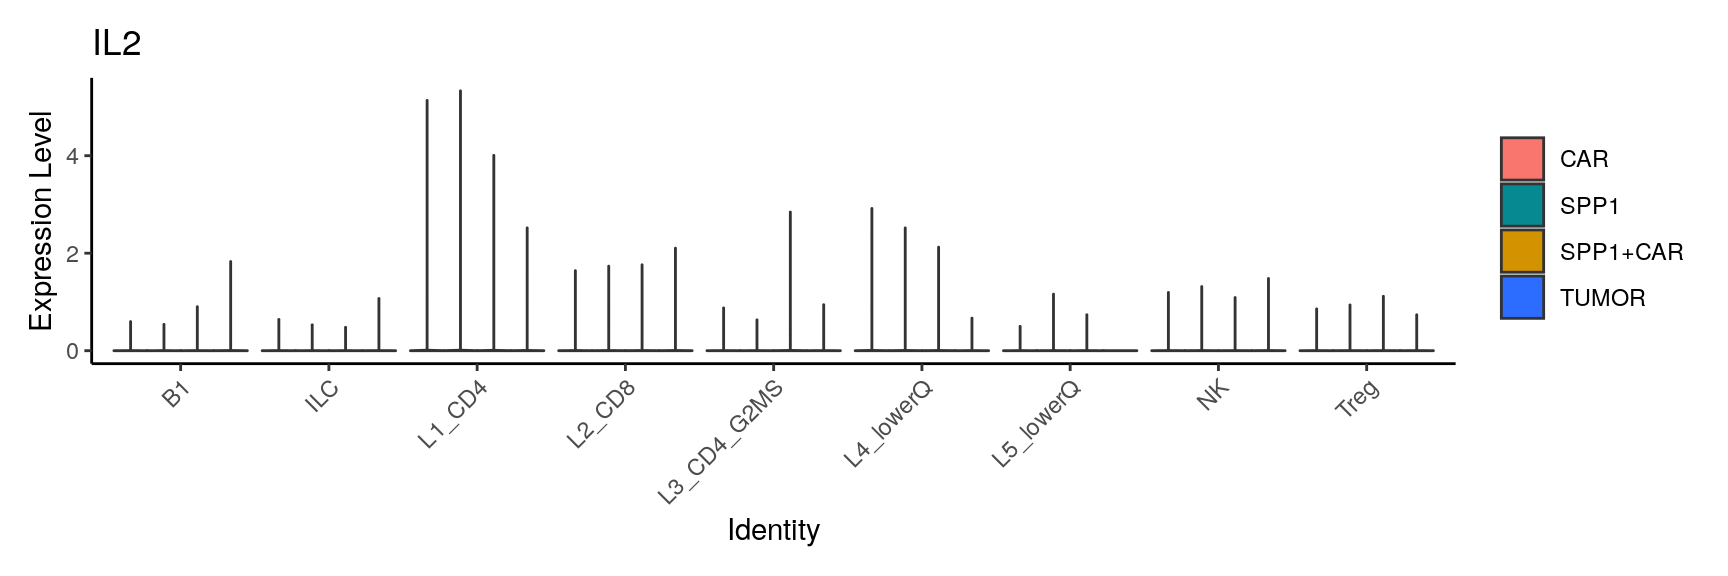 IL2
Expression Level
4
2
0
B1
ILC
L1_CD4
L2_CD8
L3_CD4_G2MS
L4_lowerQ
L5_lowerQ
NK
Treg
Identity
CAR
SPP1
SPP1+CAR
TUMOR